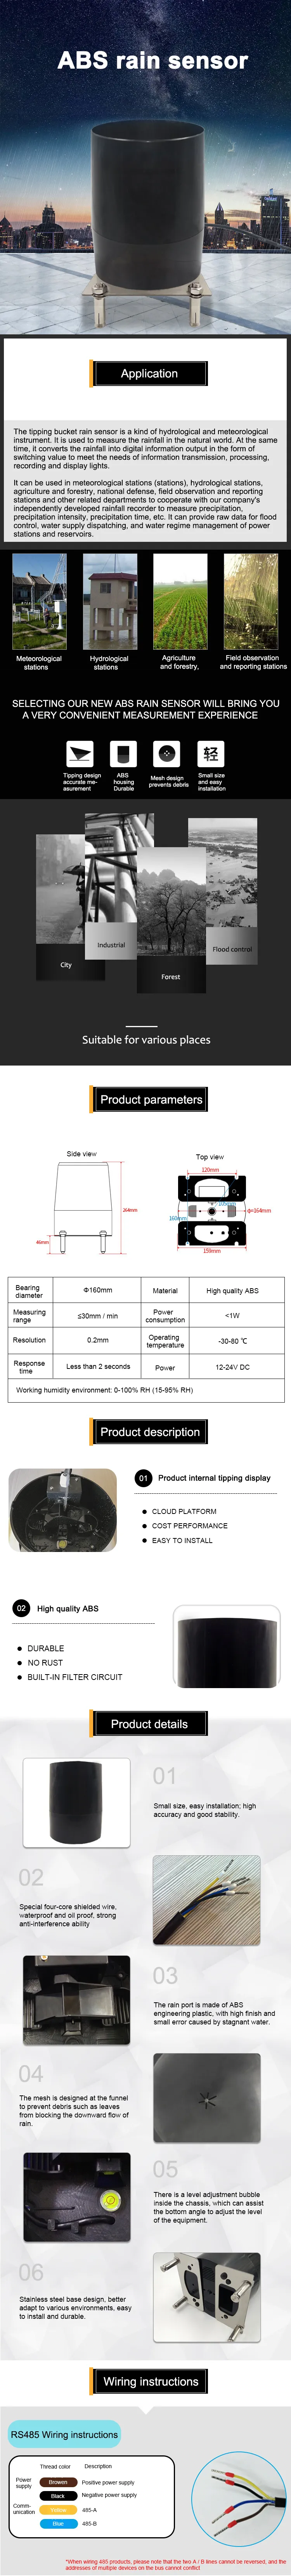 ABS rain sensor
Application
The tipping bucket rain sensor is a kind of hydrological and meteorological
instrument. It is used to measure the rainfall in the natural world. At the same
time, it converts the rainfall into digital information output in the form of
switching value to meet the needs of information transmission, processing,
recording and display lights.
It can be used in meteorological stations (stations), hydrological stations,
agriculture and forestry, national defense, field observation and reporting
stations and other related departments to cooperate with our company's
independently developed rainfall recorder to measure precipitation,
precipitation intensity, precipitation time, etc. It can provide raw data for flood
control, water supply dispatching, and water regime management of power
stations and reservoirs.
Meteorological
stations
Hydrological
stations
Agriculture
and forestry,
Field observation
and reporting stations
SELECTING OUR NEW ABS RAIN SENSOR WILL BRING YOU
A VERY CONVENIENT MEASUREMENT EXPERIENCE
轻
Tipping design
accurate me-
asurement
ABS
housing
Durable
Mesh design
prevents debris
Small size
and easy
installation
City
Industrial
Forest
Flood control
Suitable for various places
Product parameters
Side view
Top view
264mm
46mm
120mm
160mm
Φ=164mm
159mm
Bearing diameter Φ160mm Material High quality ABS
Measuring range ≤30mm / min Power consumption <1W
Resolution 0.2mm Operating temperature -30-80 ℃
Response time Less than 2 seconds Power 12-24V DC
Working humidity environment: 0-100% RH (15-95% RH)
Product description
01 Product internal tipping display
CLOUD PLATFORM
COST PERFORMANCE
EASY TO INSTALL
02 High quality ABS
DURABLE
NO RUST
BUILT-IN FILTER CIRCUIT
Product details
01
Small size, easy installation; high
accuracy and good stability.
02
Special four-core shielded wire,
waterproof and oil proof, strong
anti-interference ability
03
The rain port is made of ABS
engineering plastic, with high finish and
small error caused by stagnant water.
04
The mesh is designed at the funnel
to prevent debris such as leaves
from blocking the downward flow of
rain.
05
There is a level adjustment bubble
inside the chassis, which can assist
the bottom angle to adjust the level
of the equipment.
06
Stainless steel base design, better
adapt to various environments, easy
to install and durable.
Wiring instructions
RS485 Wiring instructions
Thread color Description
Power supply
Browen Positive power supply
Black Negative power supply
Comm-
unication
Yellow 485-A
Blue 485-B
*When wiring 485 products, please note that the two A / B lines cannot be reversed, and the
addresses of multiple devices on the bus cannot conflict